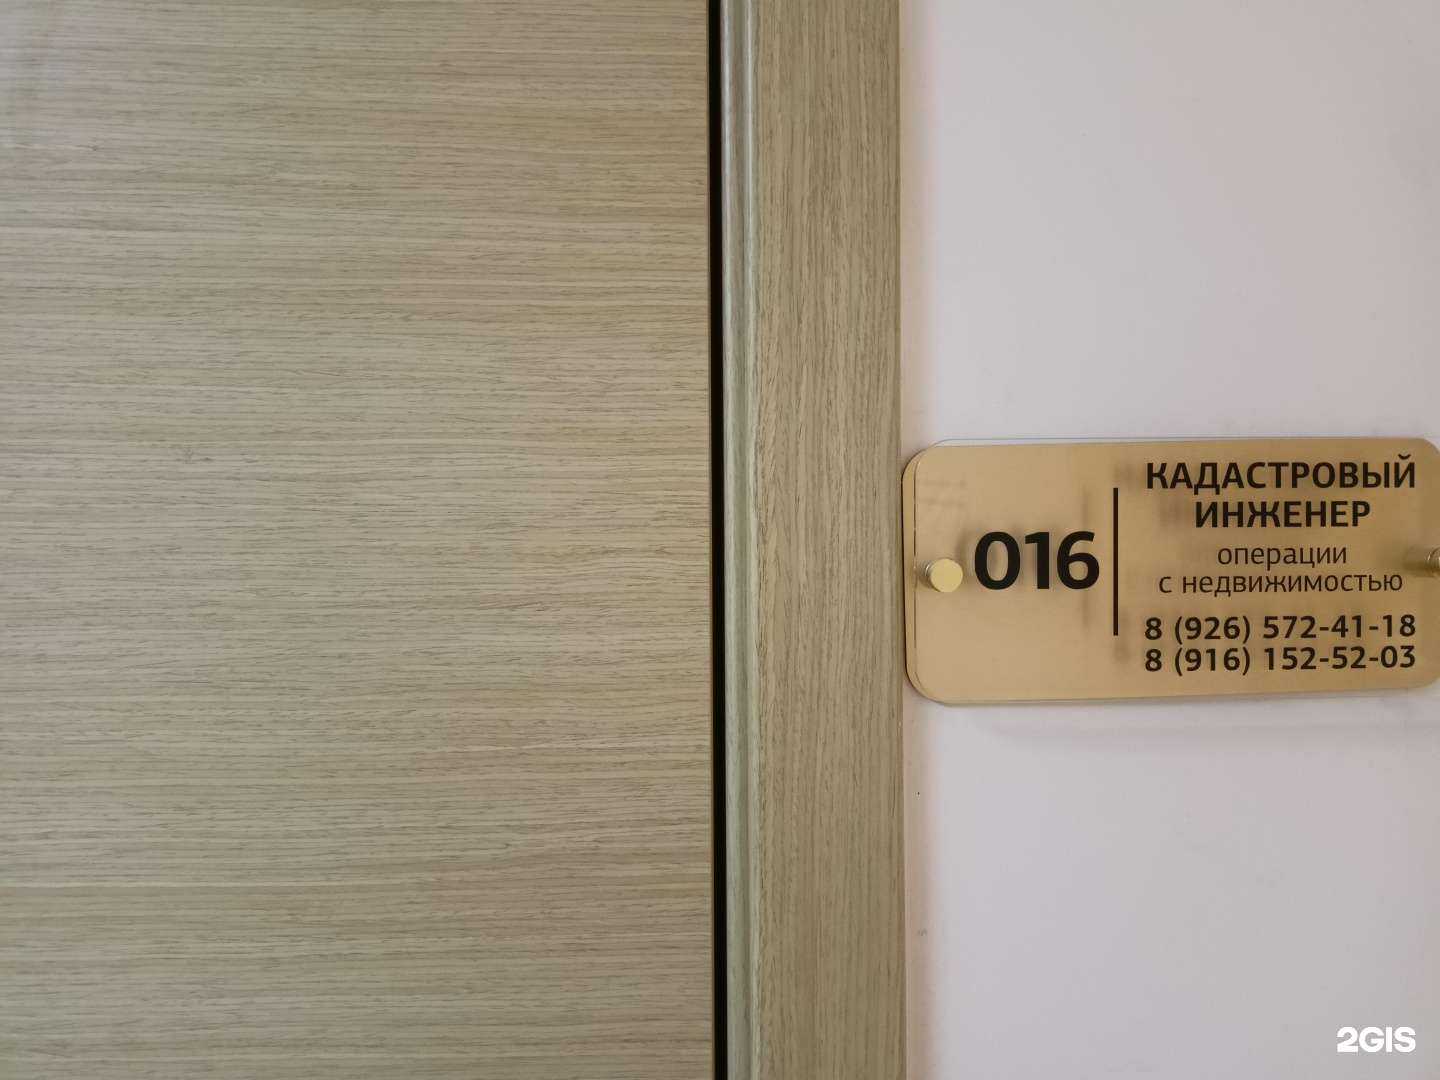 016
КАДАСТРОВЫЙ
ИНЖЕНЕР
операции
с недвижимостью
8 (926) 572-41-18
8 (916) 152-52-03
2GIS